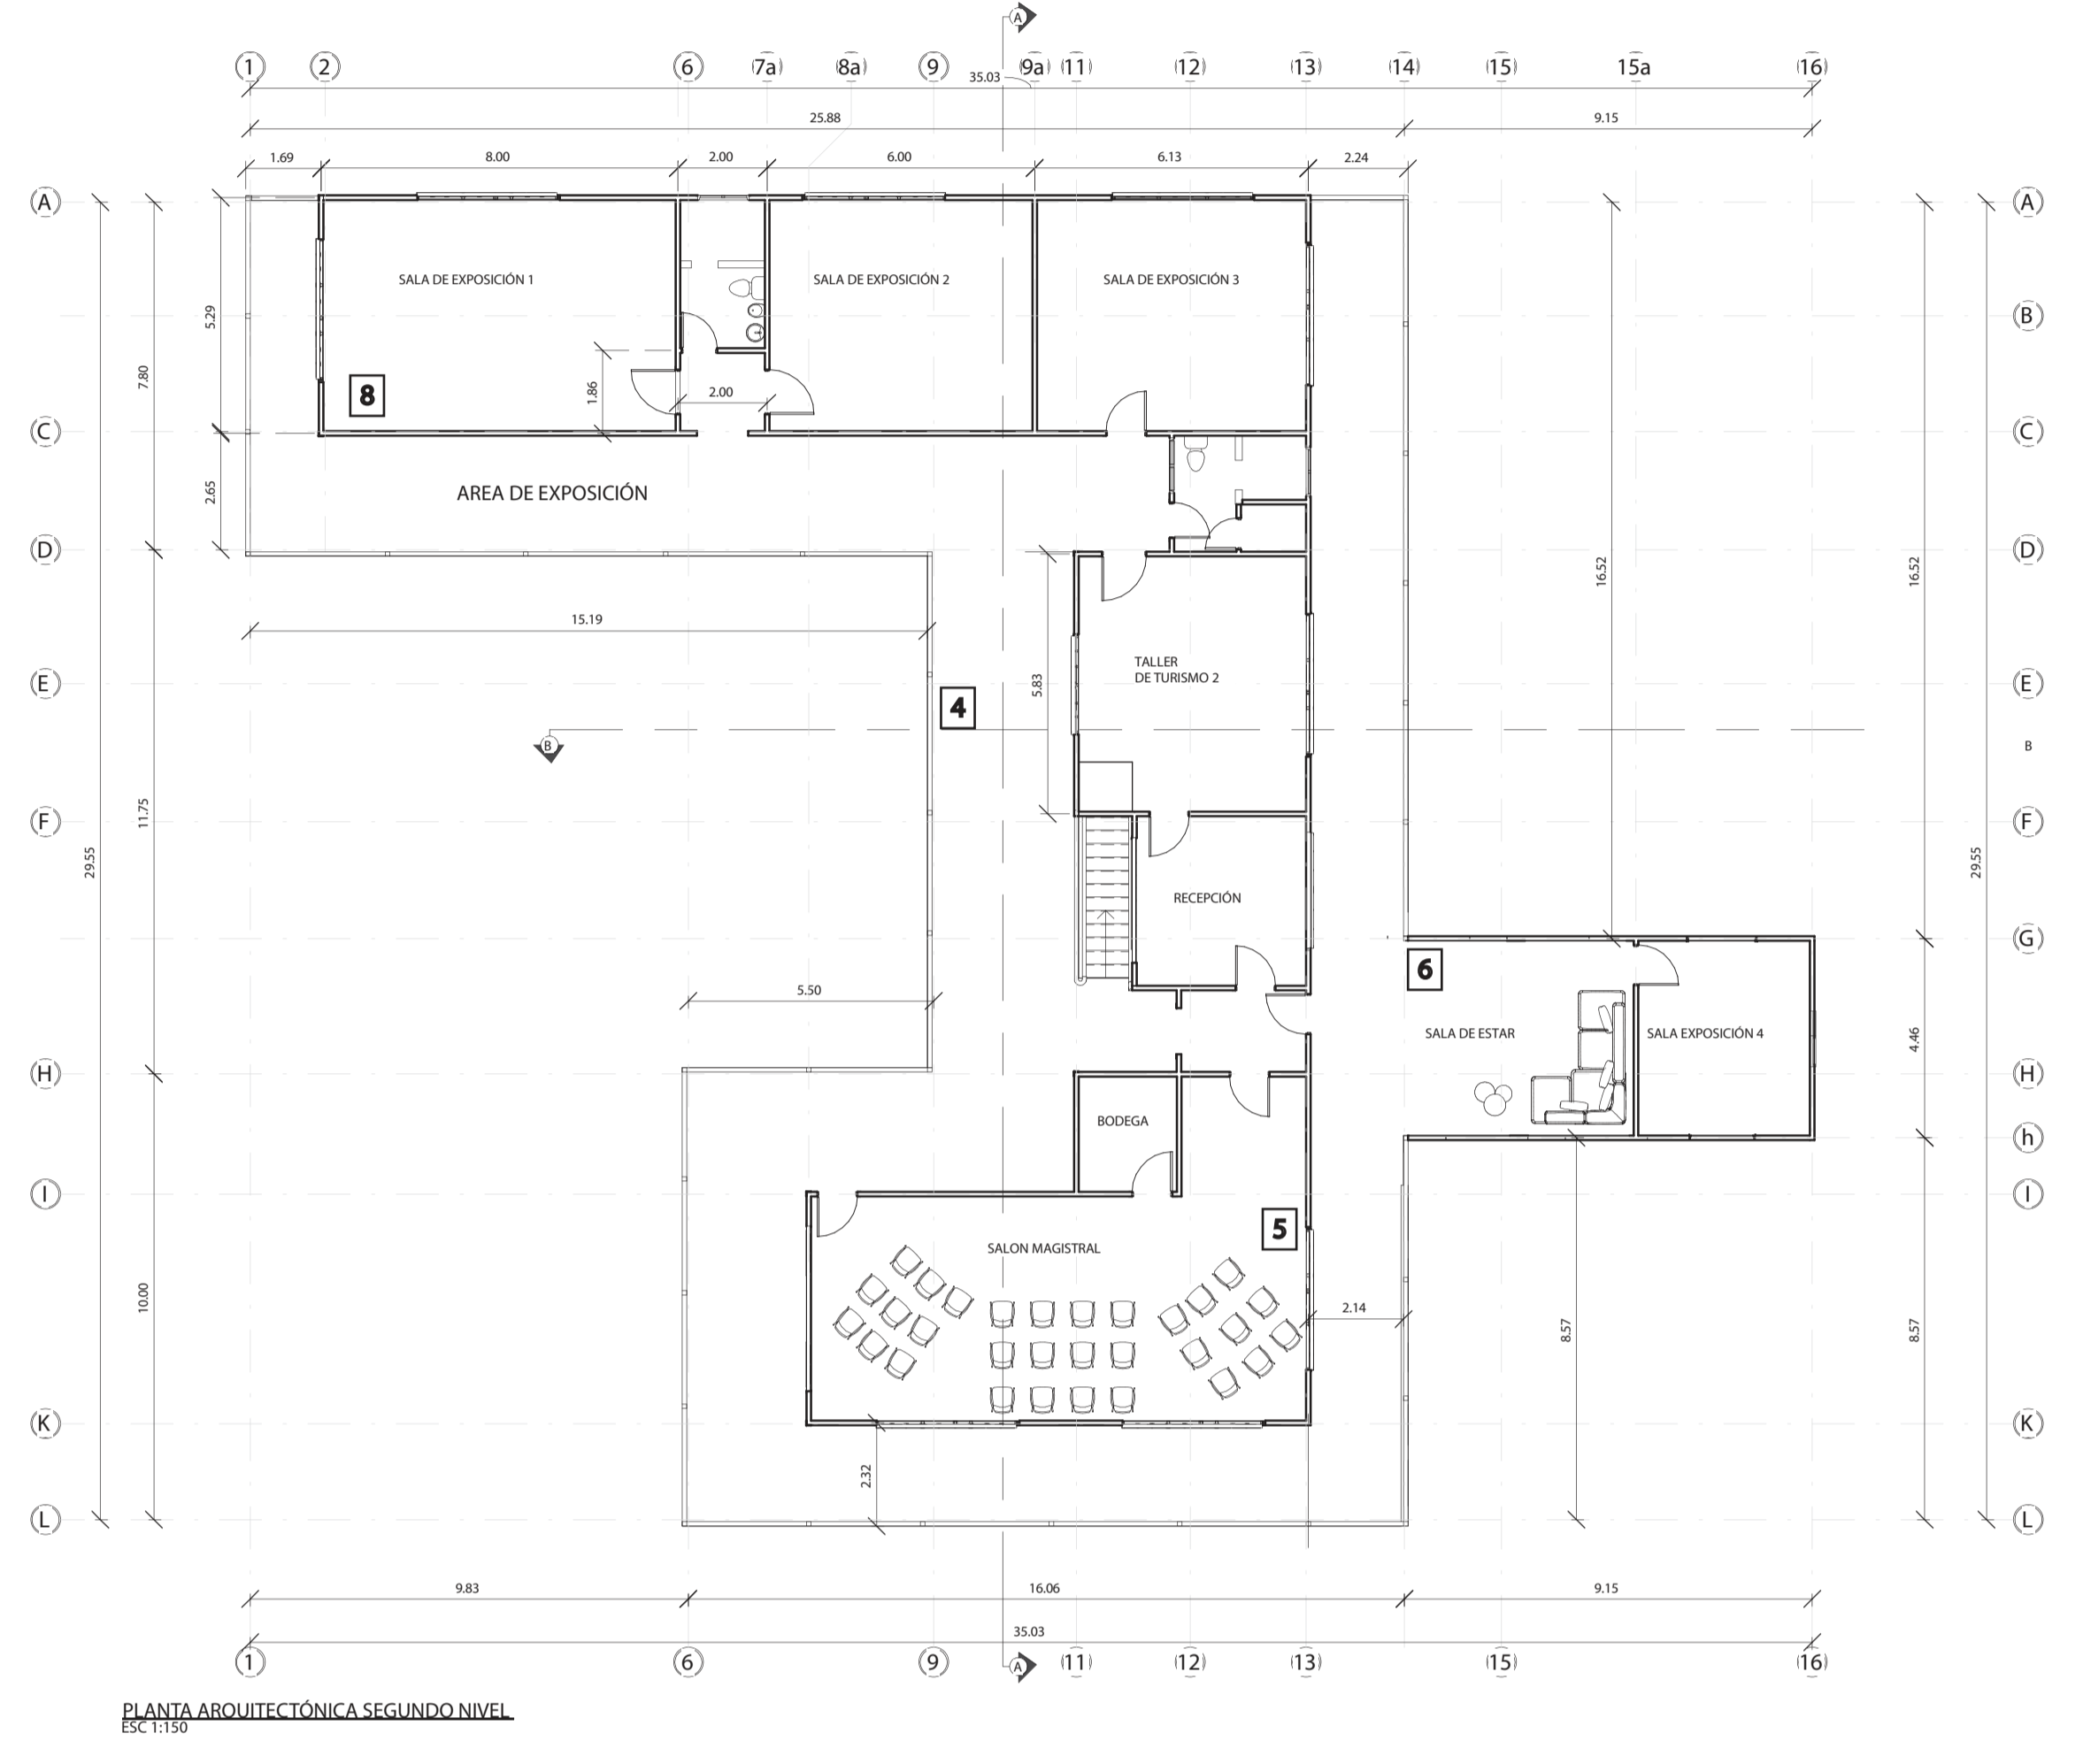 A
1 2 6 7a 8a 9 9a 11 12 13 14 15 15a 16
35.03
25.88 9.15
1.69 8.00 2.00 6.00 6.13 2.24
A A
SALA DE EXPOSICIÓN 1 SALA DE EXPOSICIÓN 2 SALA DE EXPOSICIÓN 3
5.29 B
7.80
8 1.86 2.00
C C
2.65 AREA DE EXPOSICIÓN
D D
16.52 16.52
15.19
TALLER
DE TURISMO 2
E 5.83 E
4
B B
11.75
F F
29.55 29.55
RECEPCIÓN
G
6
5.50
SALA DE ESTAR SALA EXPOSICIÓN 4
4.46
H H
BODEGA
h
I I
5
SALON MAGISTRAL
10.00 2.14
8.57 8.57
K K
2.32
L L
9.83 16.06 9.15
35.03
1 6 9 A 11 12 13 15 16
PLANTA ARQUITECTÓNICA SEGUNDO NIVEL
ESC 1:150